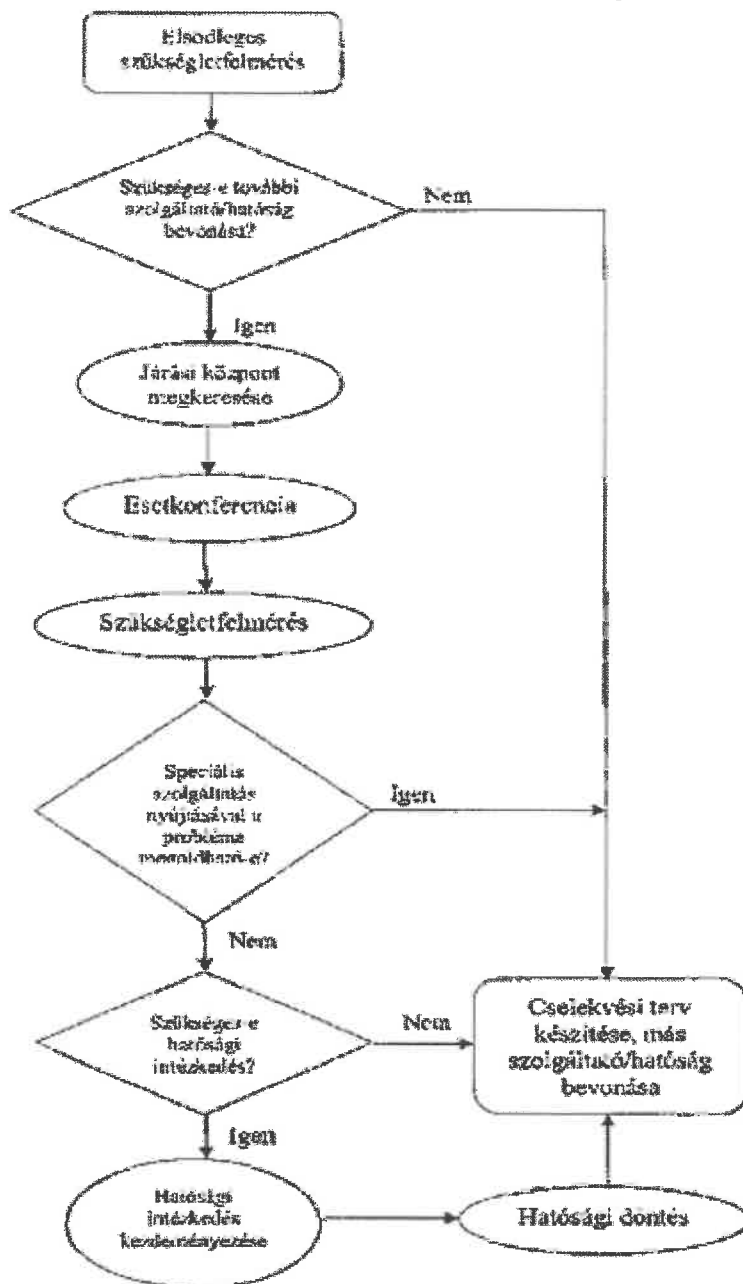 Elsődleges
szükségletfelmérés
Szükséges-e további
szolgáltató/hatóság
bevonása?
Nem
Igen
Járási központ
megkeresése
Esetkonferencia
Szükségletfelmérés
Speciális
szolgáltatás
nyújtásával a
probléma
megoldható-e?
Igen
Nem
Szükséges-e
hatósági
intézkedés?
Nem
Cselekvési terv
készítése, más
szolgáltató/hatóság
bevonása
Igen
Hatósági
intézkedés
kezdeményezése
Hatósági döntés